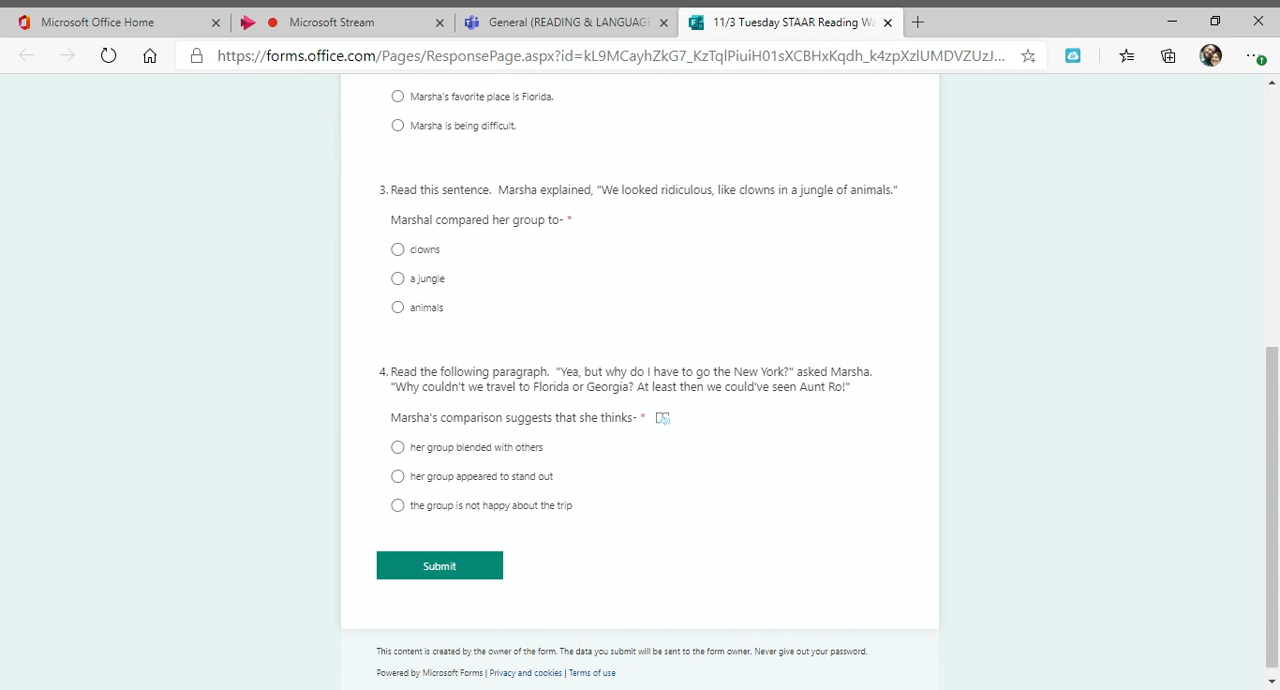 Microsoft Office Home
Microsoft Stream
General (READING & LANGUAGE
11/3 Tuesday STAAR Reading Wa
https://forms.office.com/Pages/ResponsePage.aspx?id=kL9MCayhZkG7_KzTqlPiuiH01sXCBHxKqdh_k4zpXzlUMDVZUzJ...
Marsha's favorite place is Florida.
Marsha is being difficult.
3. Read this sentence. Marsha explained, "We looked ridiculous, like clowns in a jungle of animals."
Marshal compared her group to- *
clowns
a jungle
animals
4. Read the following paragraph. "Yea, but why do I have to go the New York?" asked Marsha.
"Why couldn't we travel to Florida or Georgia? At least then we could've seen Aunt Ro!"
Marsha's comparison suggests that she thinks- *
her group blended with others
her group appeared to stand out
the group is not happy about the trip
Submit
This content is created by the owner of the form. The data you submit will be sent to the form owner. Never give out your password.
Powered by Microsoft Forms | Privacy and cookies | Terms of use